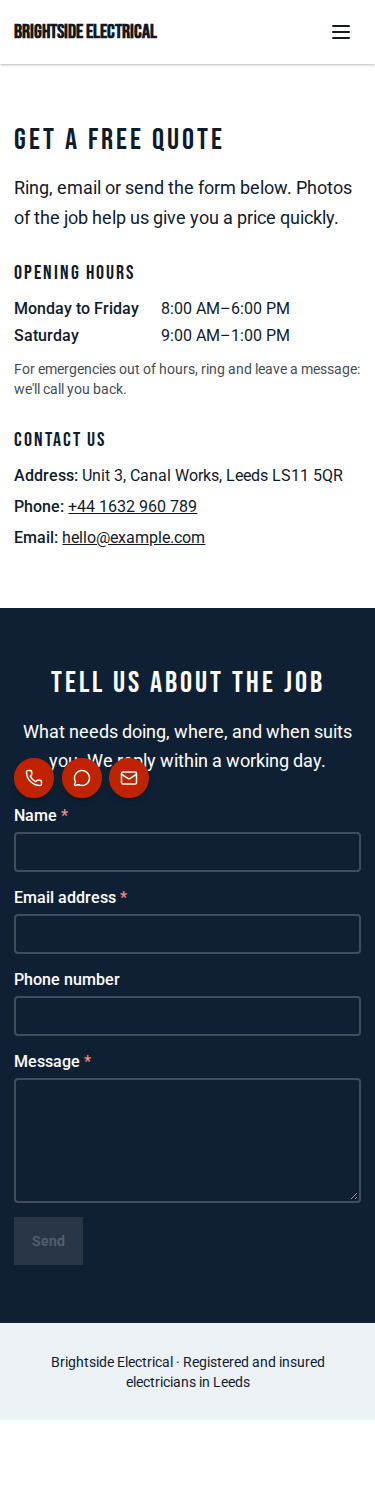 BRIGHTSIDE ELECTRICAL
GET A FREE QUOTE
Ring, email or send the form below. Photos
of the job help us give you a price quickly.
OPENING HOURS
Monday to Friday 8:00 AM–6:00 PM
Saturday 9:00 AM–1:00 PM
For emergencies out of hours, ring and leave a message:
we'll call you back.
CONTACT US
Address: Unit 3, Canal Works, Leeds LS11 5QR
Phone: +44 1632 960 789
Email: hello@example.com
TELL US ABOUT THE JOB
What needs doing, where, and when suits
you. We reply within a working day.
Name *
Email address *
Phone number
Message *
Send
Brightside Electrical · Registered and insured
electricians in Leeds